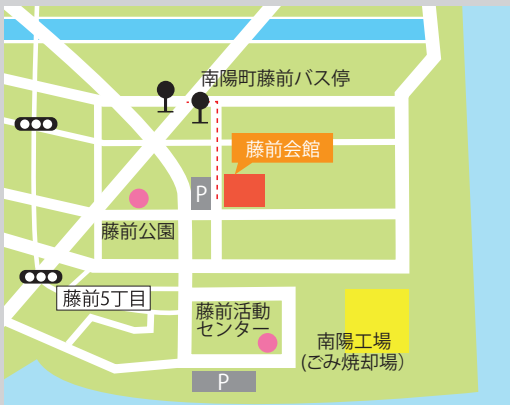 南陽町藤前バス停
藤前会館
P
藤前公園
藤前5丁目
藤前活動
センター
南陽工場
(ごみ焼却場)
P